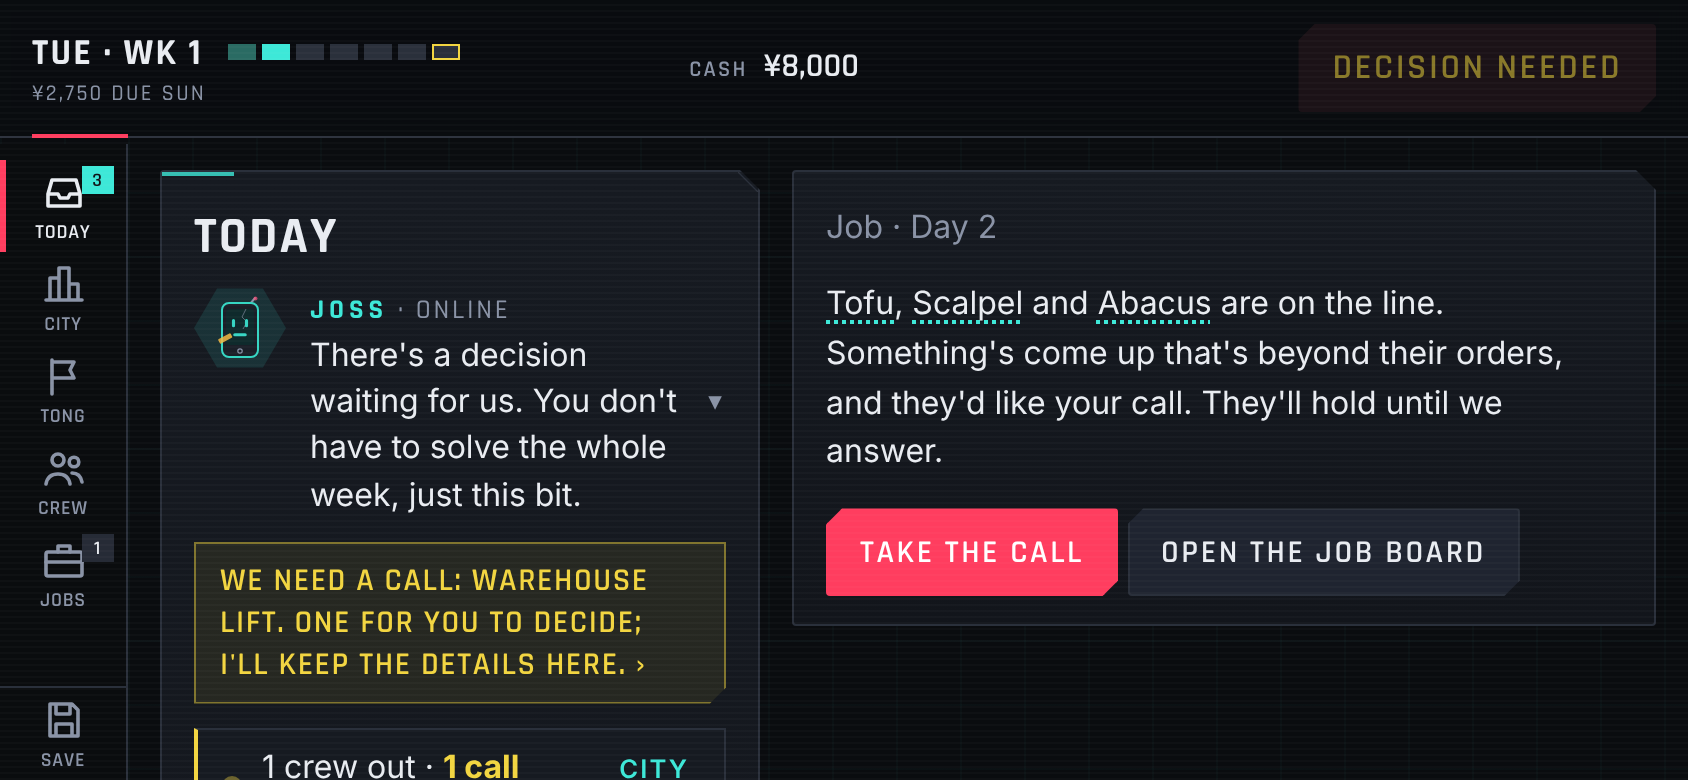 TUE · WK 1
¥2,750 DUE SUN
CASH ¥8,000
DECISION NEEDED
3
TODAY
CITY
TONG
CREW
1
JOBS
SAVE
TODAY
JOSS · ONLINE
There's a decision
waiting for us. You don't ▼
have to solve the whole
week, just this bit.
WE NEED A CALL: WAREHOUSE
LIFT. ONE FOR YOU TO DECIDE;
I'LL KEEP THE DETAILS HERE. ›
1 crew out · 1 call
CITY
Job · Day 2
Tofu, Scalpel and Abacus are on the line.
Something's come up that's beyond their orders,
and they'd like your call. They'll hold until we
answer.
TAKE THE CALL
OPEN THE JOB BOARD